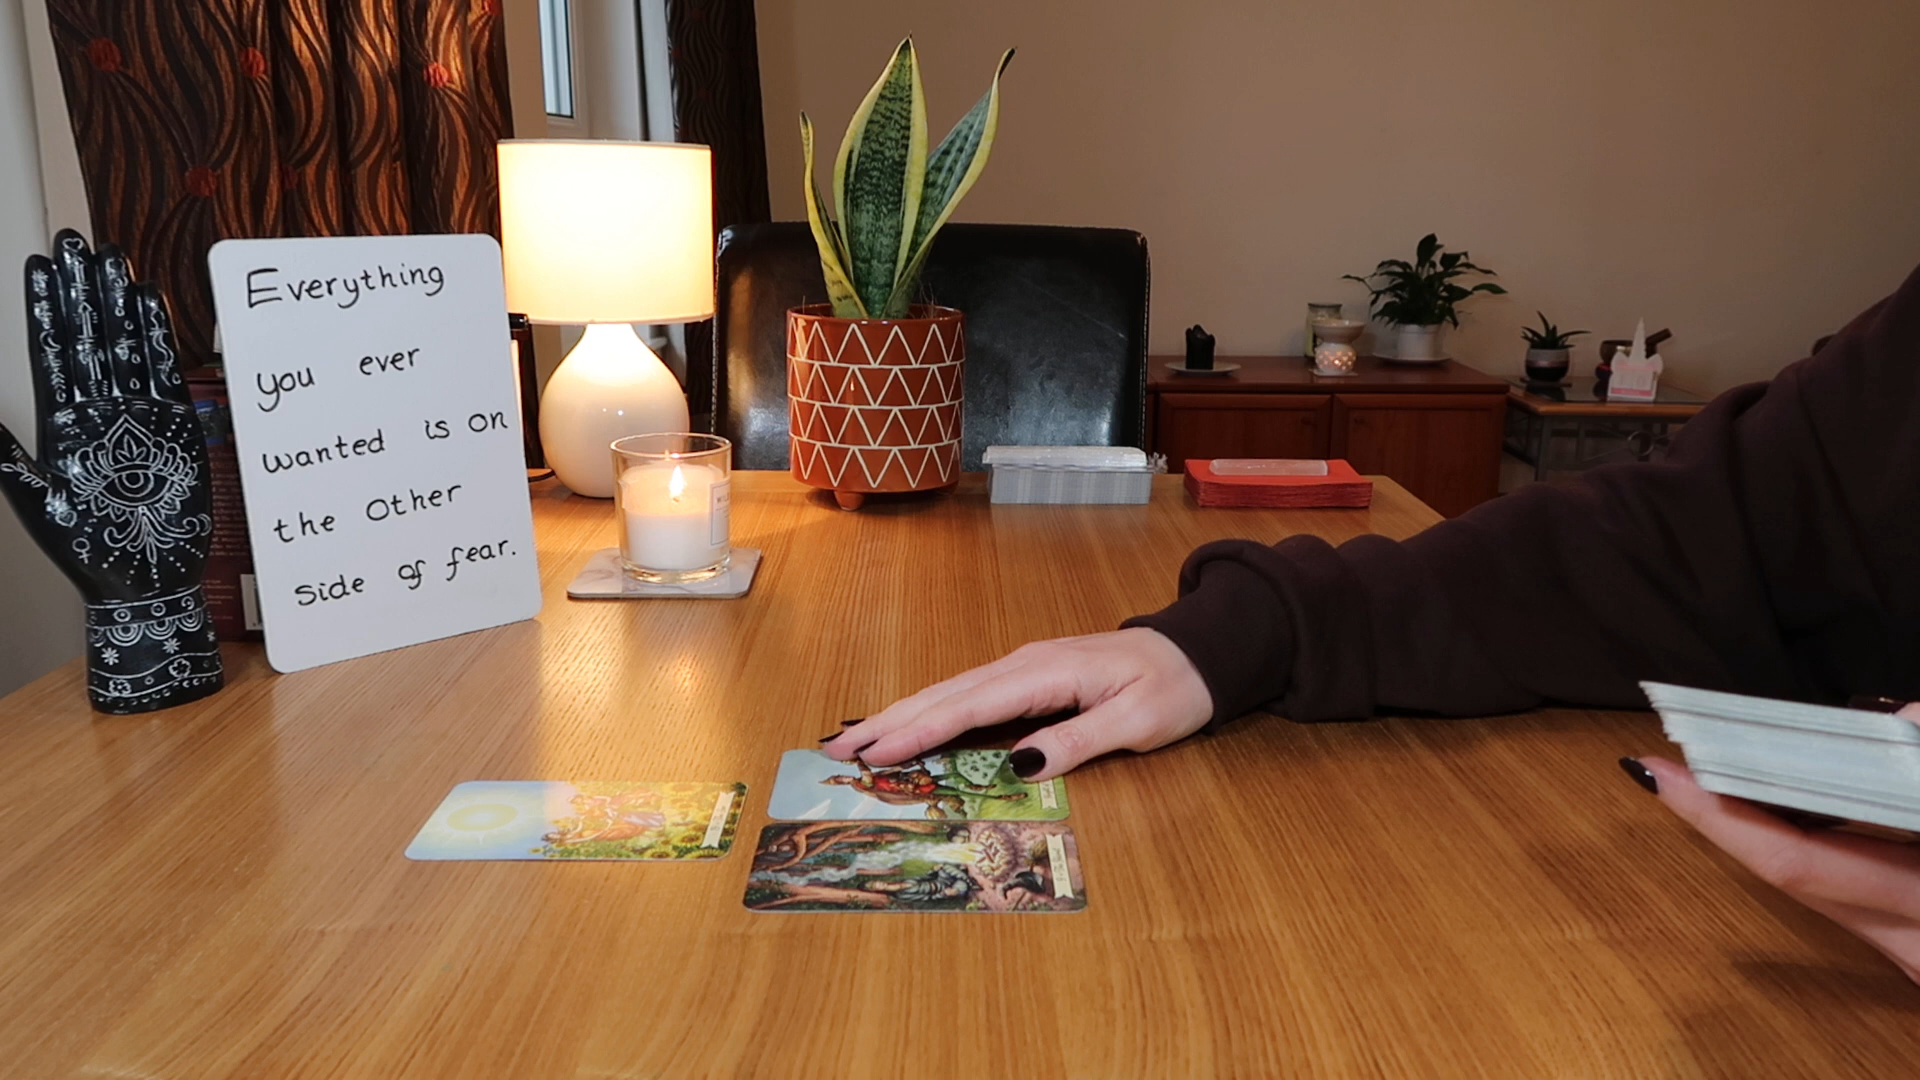 Everything
you ever
wanted is on
the other
side of fear.